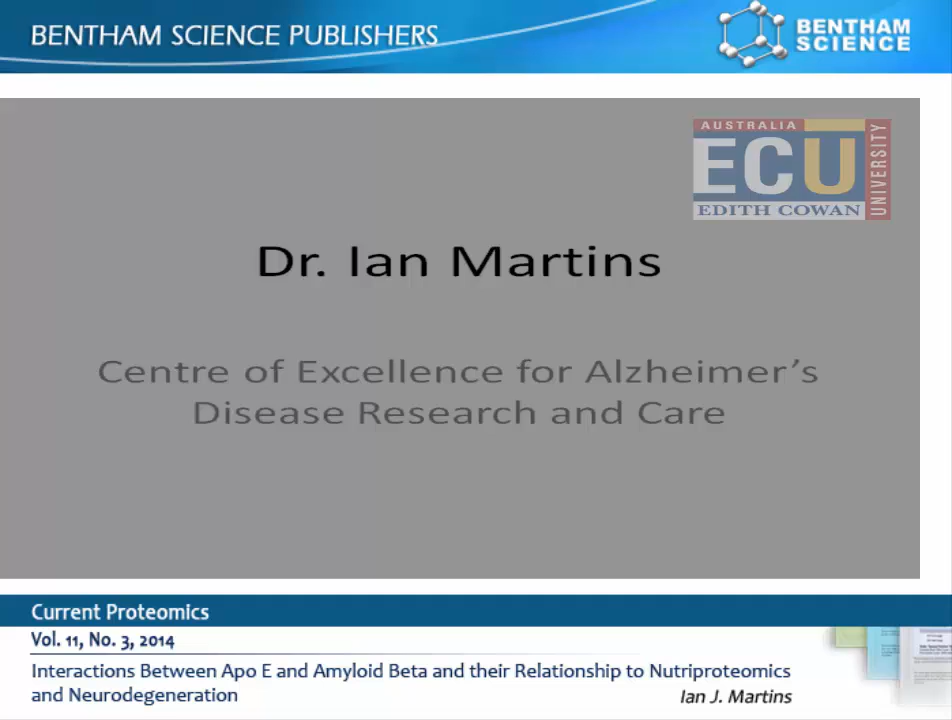 BENTHAM SCIENCE PUBLISHERS
BENTHAM
SCIENCE
AUSTRALIA
ECU
UNIVERSITY
EDITH COWAN
Dr. Ian Martins
Centre of Excellence for Alzheimer’s
Disease Research and Care
Current Proteomics
Vol. 11, No. 3, 2014
Interactions Between Apo E and Amyloid Beta and their Relationship to Nutriproteomics
and Neurodegeneration
Ian J. Martins